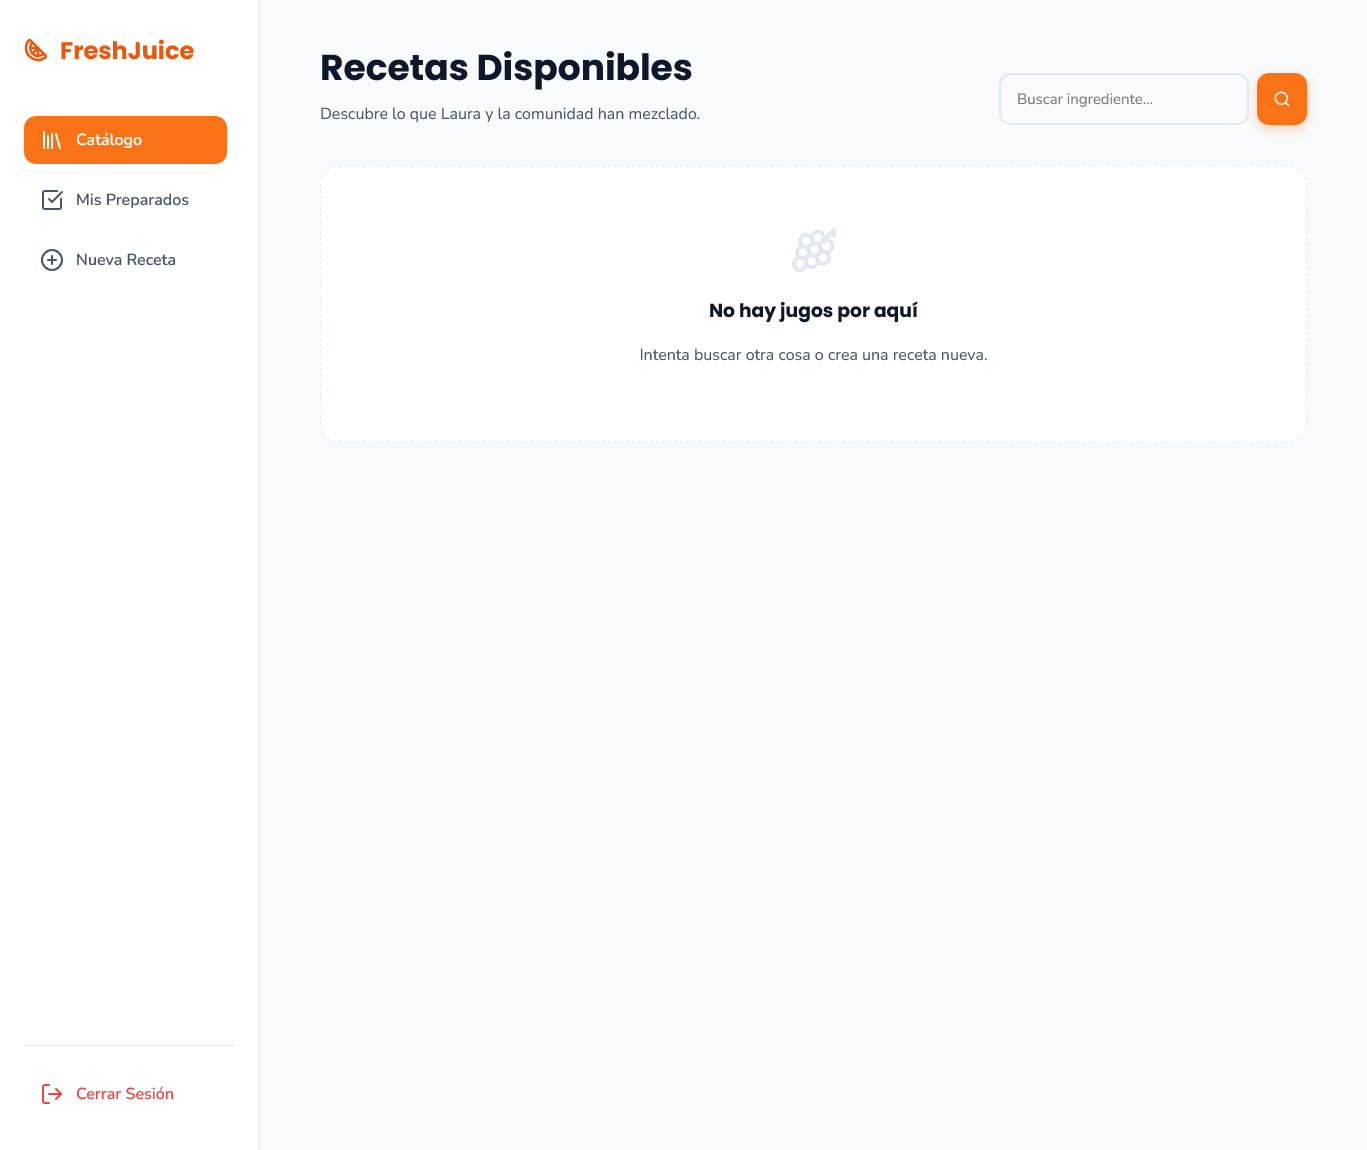 FreshJuice
Catálogo
Mis Preparados
Nueva Receta
Cerrar Sesión
Recetas Disponibles
Descubre lo que Laura y la comunidad han mezclado.
Buscar ingrediente...
No hay jugos por aquí
Intenta buscar otra cosa o crea una receta nueva.